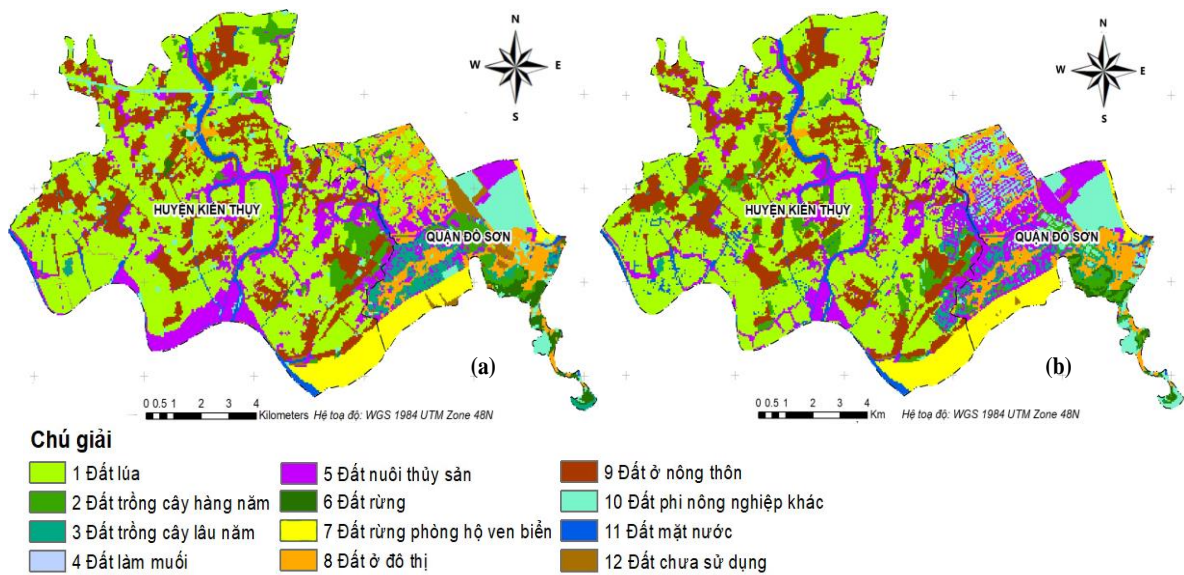 N
W E
S
HUYỆN KIẾN THỤY
QUẬN ĐỒ SƠN
(a)
0 0.5 1 2 3 4 Kilometers Hệ toạ độ: WGS 1984 UTM Zone 48N
N
W E
S
HUYỆN KIẾN THỤY
QUẬN ĐỒ SƠN
(b)
0 0.5 1 2 3 4 Km Hệ toạ độ: WGS 1984 UTM Zone 48N
Chú giải
1 Đất lúa
2 Đất trồng cây hàng năm
3 Đất trồng cây lâu năm
4 Đất làm muối
5 Đất nuôi thủy sản
6 Đất rừng
7 Đất rừng phòng hộ ven biển
8 Đất ở đô thị
9 Đất ở nông thôn
10 Đất phi nông nghiệp khác
11 Đất mặt nước
12 Đất chưa sử dụng